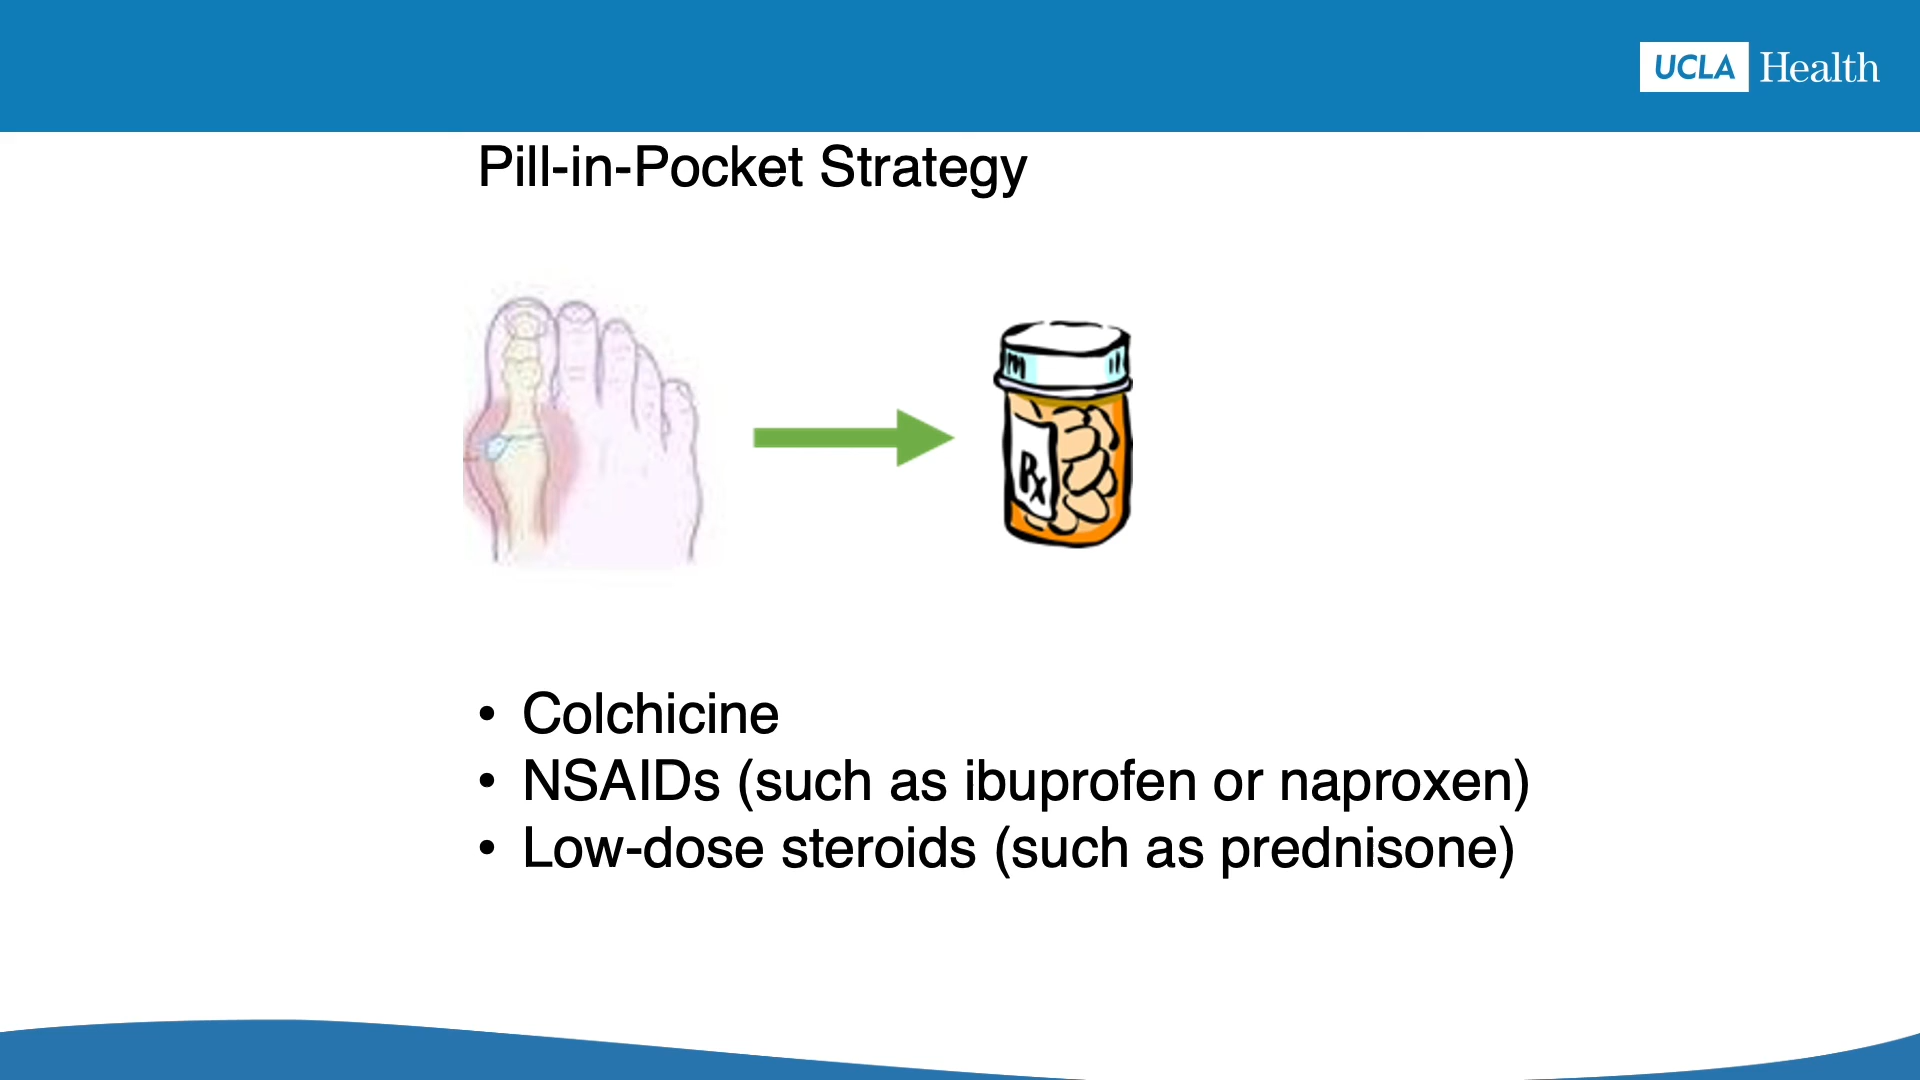 UCLA Health
Pill-in-Pocket Strategy
Rx
• Colchicine
• NSAIDs (such as ibuprofen or naproxen)
• Low-dose steroids (such as prednisone)